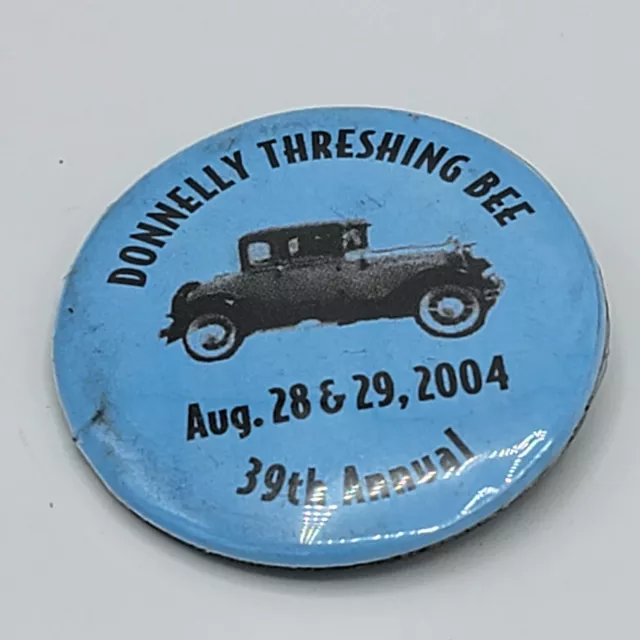 DONNELLY THRESHING BEE
Aug. 28 & 29, 2004
39th Annual